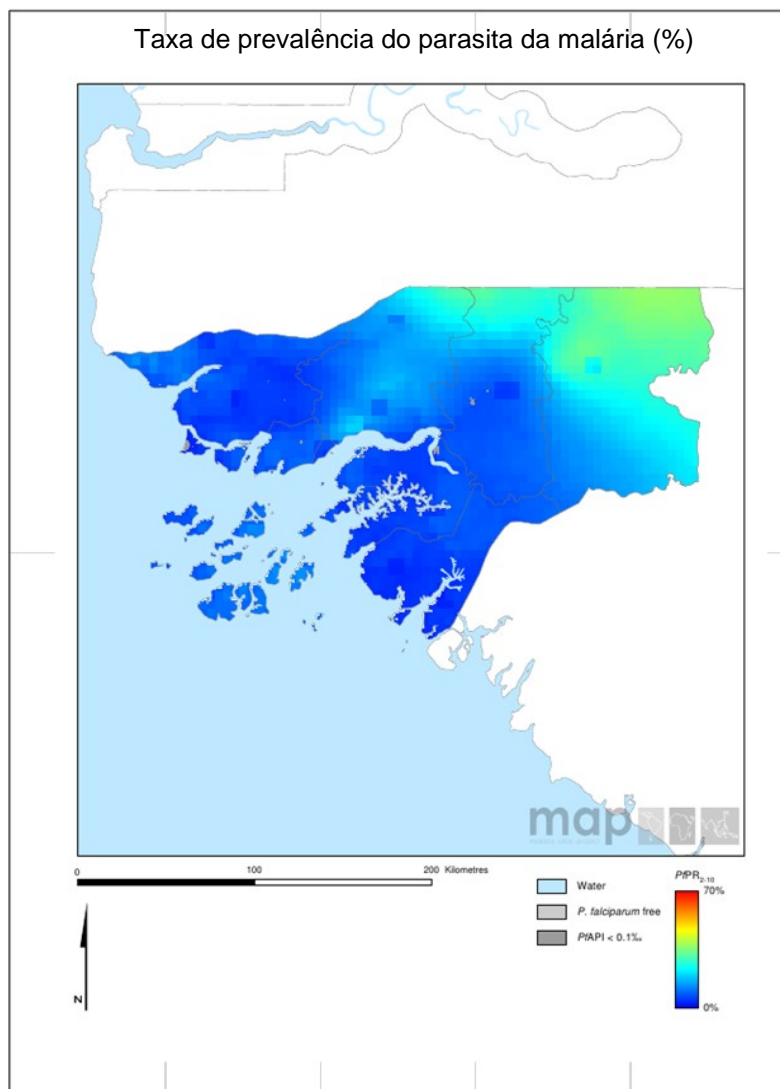 Taxa de prevalência do parasita da malária (%)
map
0 100 200 Kilometres
Water
P. falciparum free
PfAPI < 0.1‰
PfPR2-10
70%
0%
N